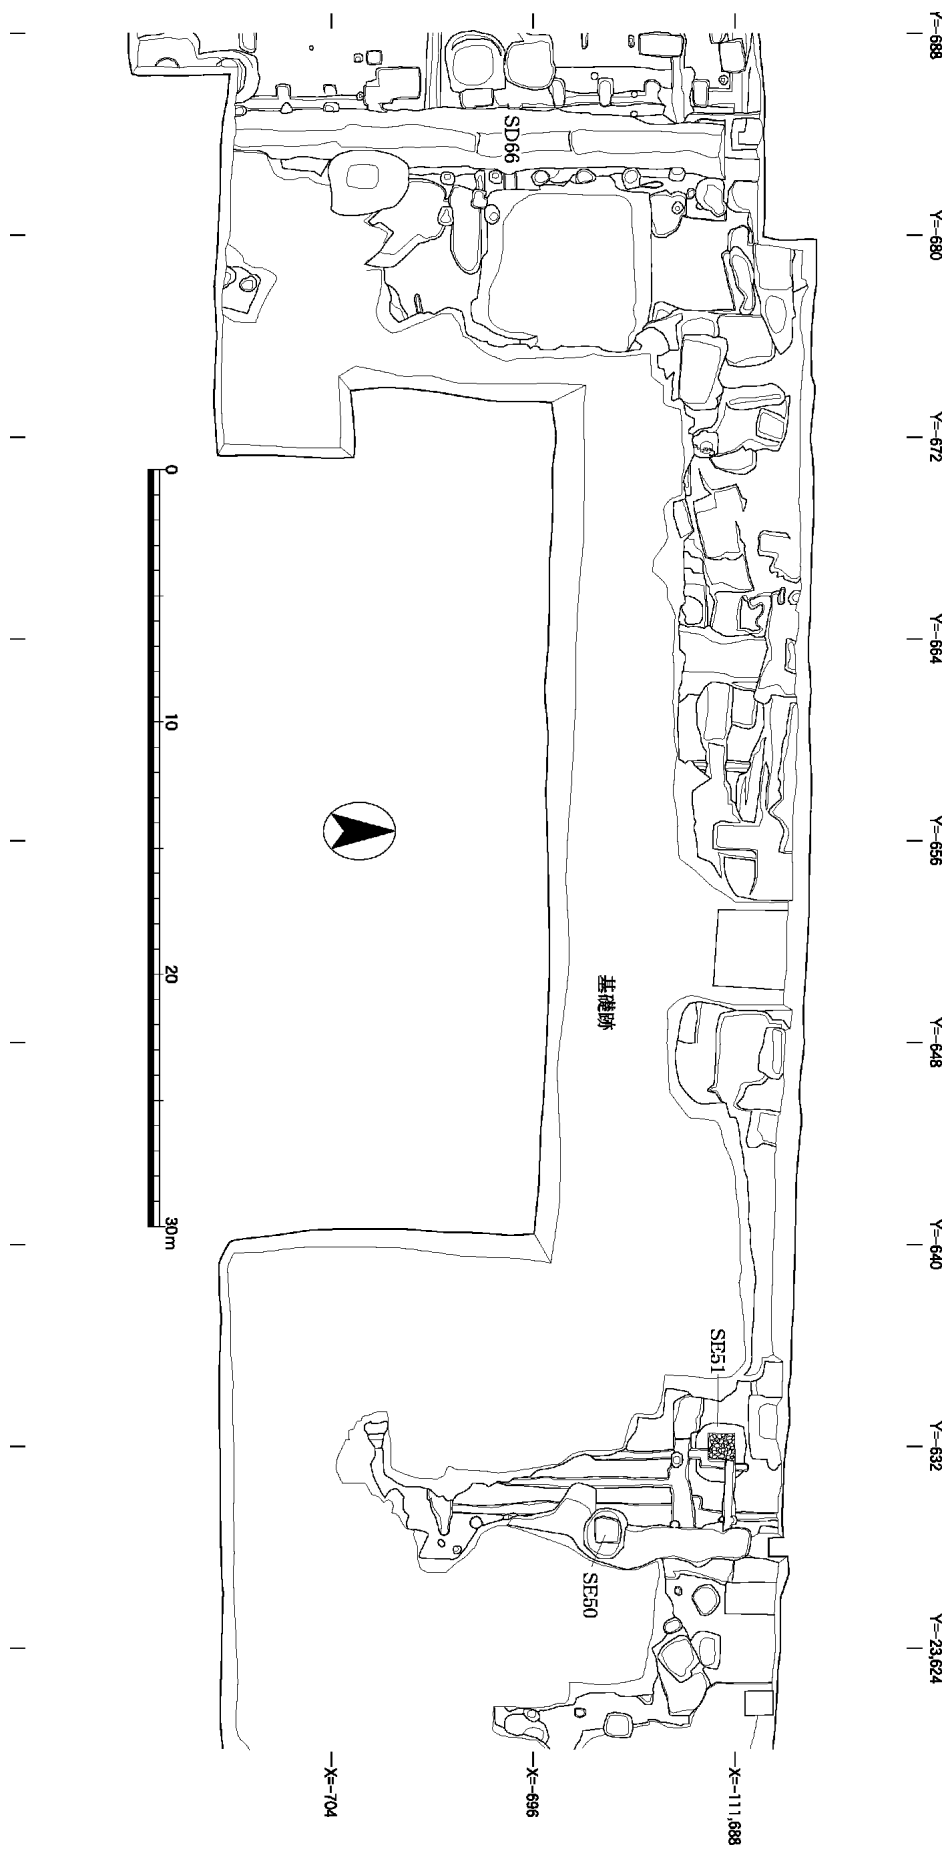 Y=-688
Y=-680
Y=-672
Y=-664
Y=-656
Y=-648
Y=-640
Y=-632
Y=-23,624
SD66
基礎跡
SE51
SE50
0
10
20
30m
X=-704
X=-696
X=-111,688